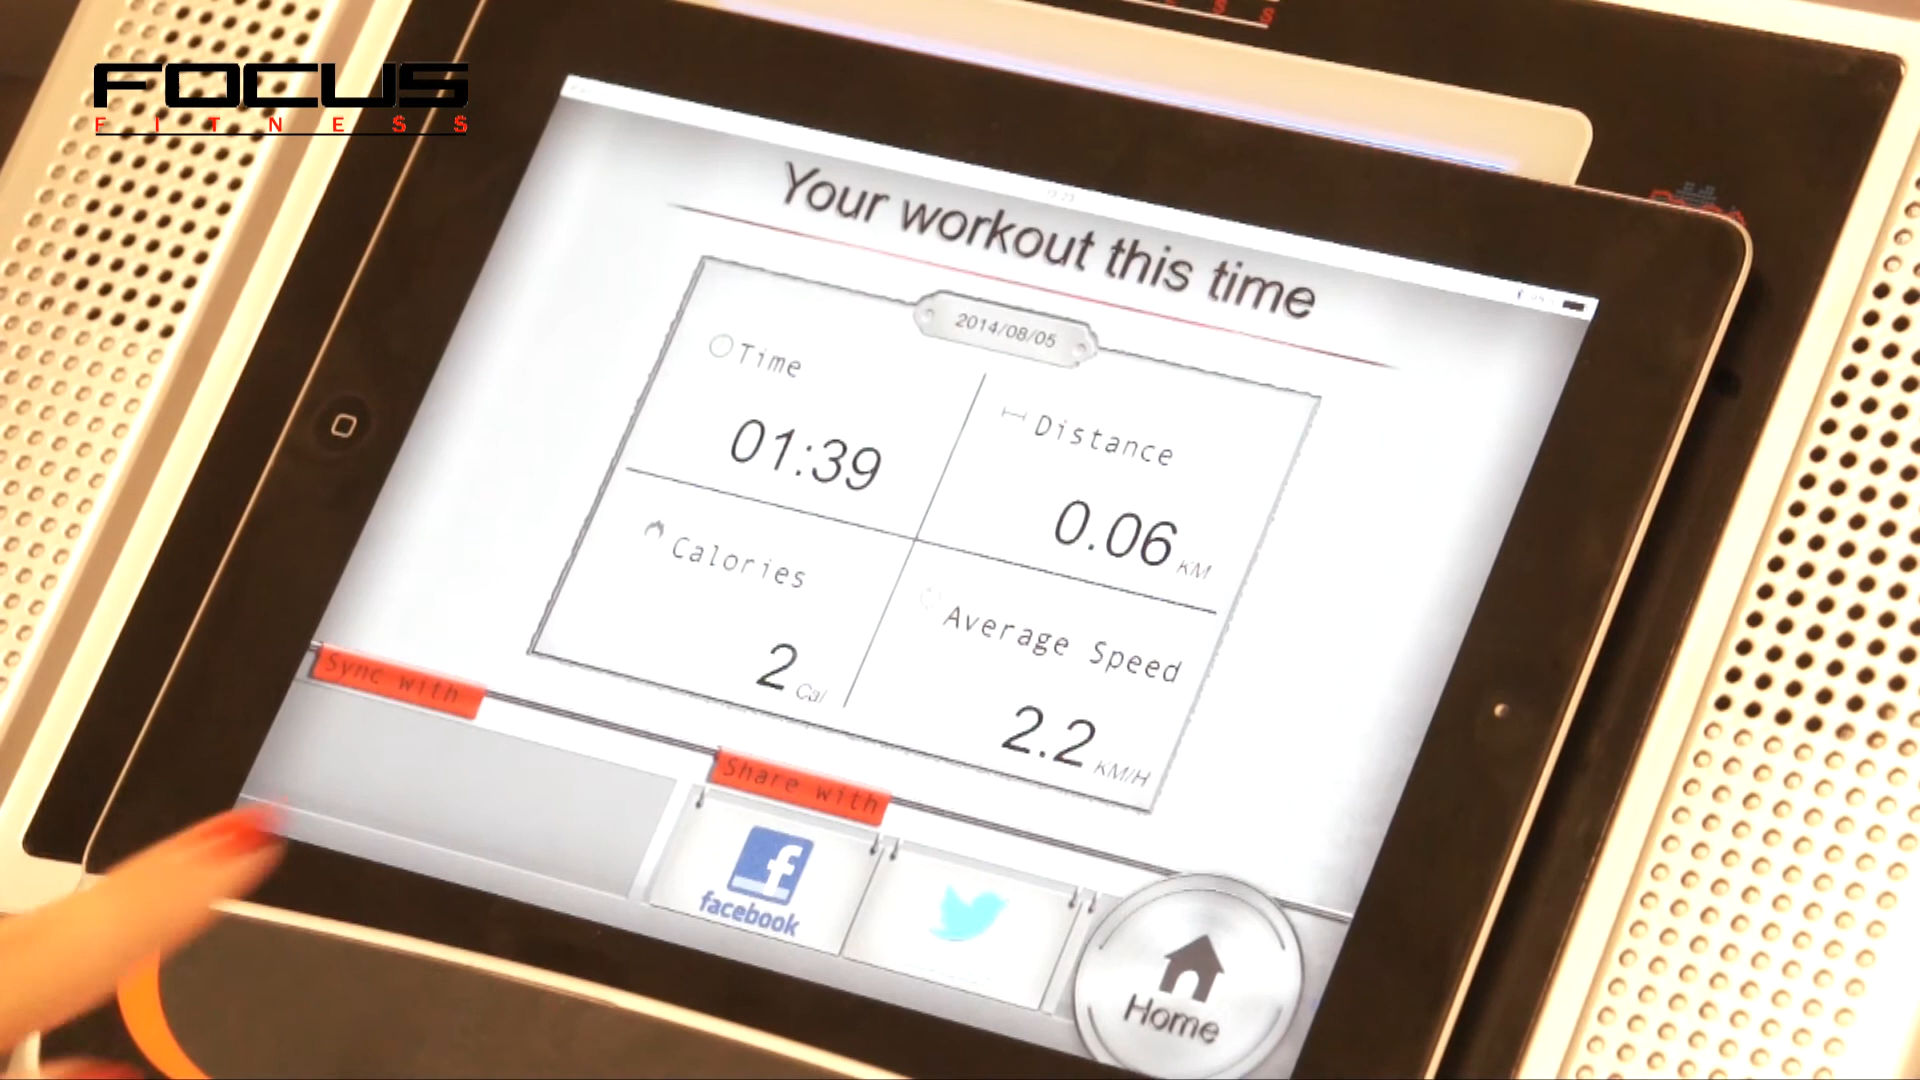 FOCUS
FITNESS
Your workout this time
2014/08/05
Time
01:39
Distance
0.06 KM
Calories
2 Cal
Average Speed
2.2 KM/H
Sync with
Share with
facebook
Home